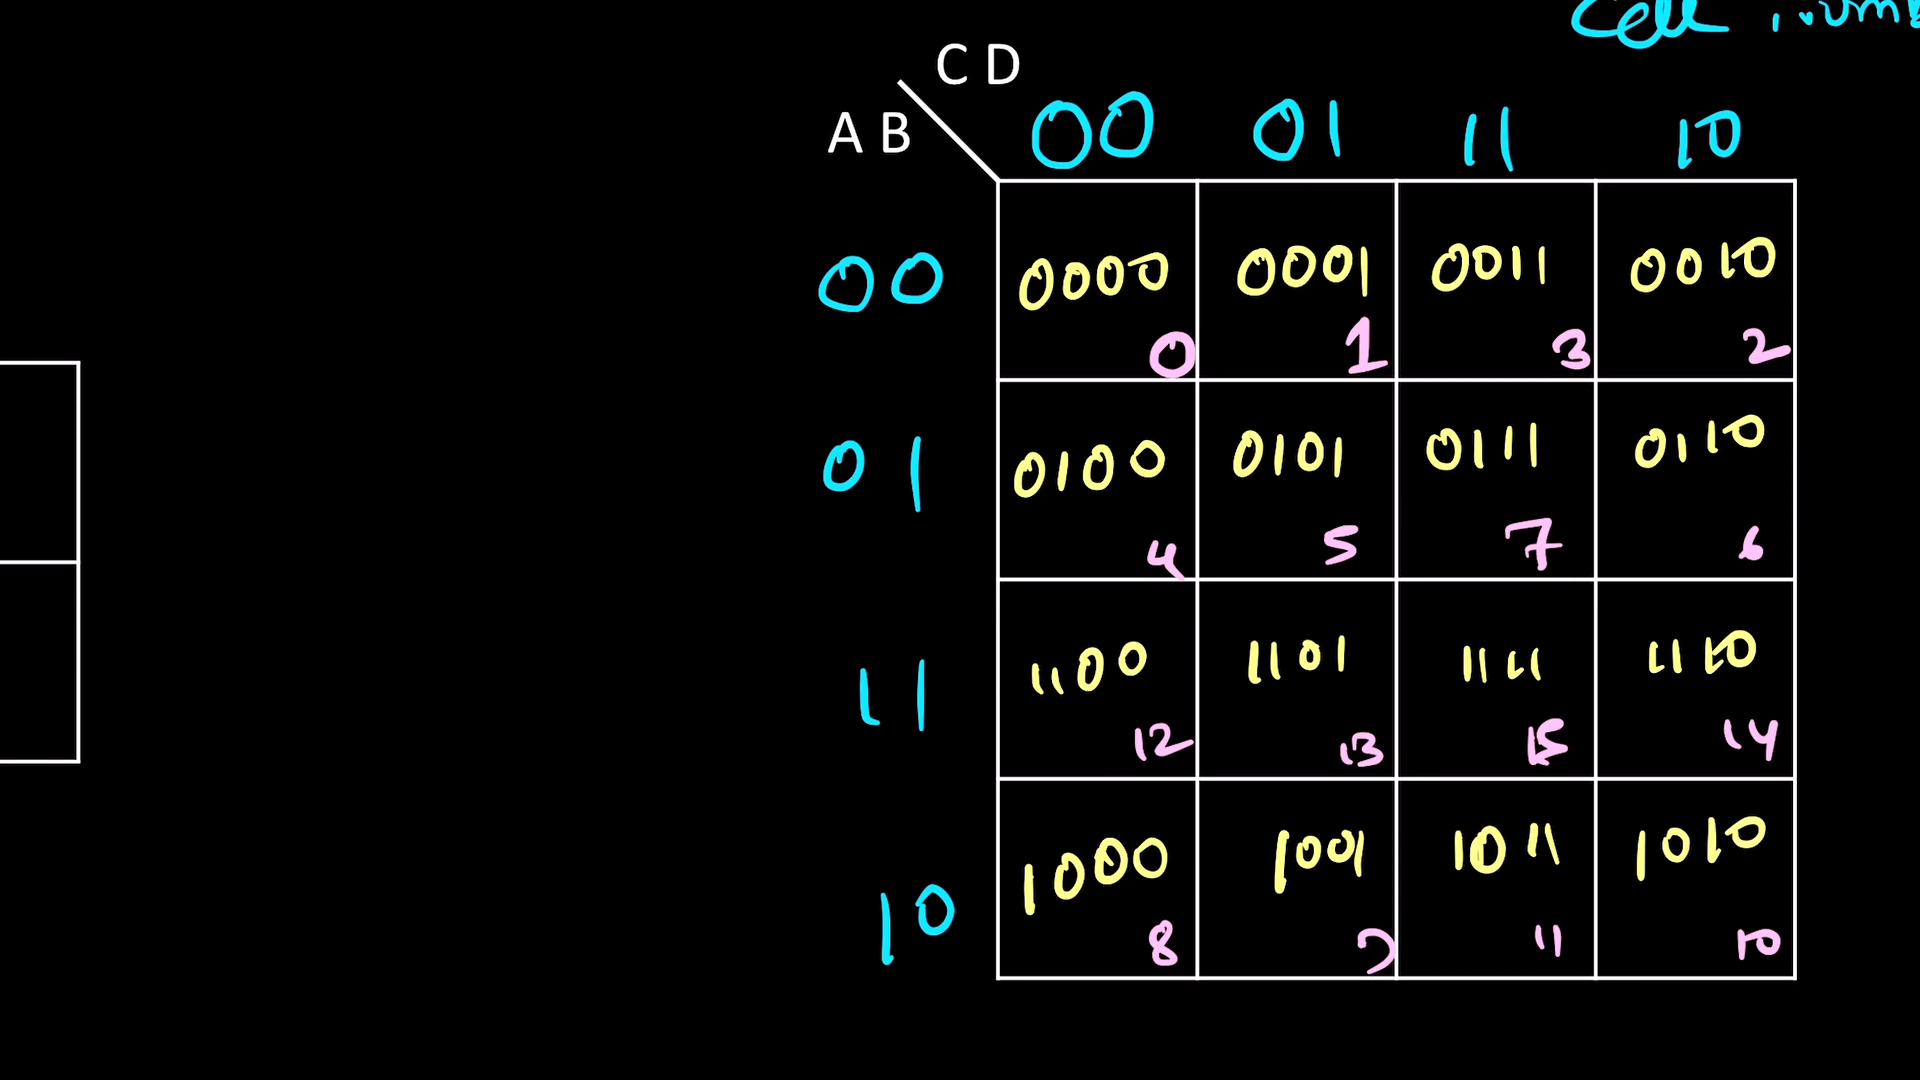 Cell
C D
A B
00 01 11 10
00 0000 0001 0011 0010
0 1 3 2
01 0100 0101 0111 0110
4 5 7 6
11 1100 1101 1111 1110
12 13 15 14
10 1000 1001 1011 1010
8 9 11 10